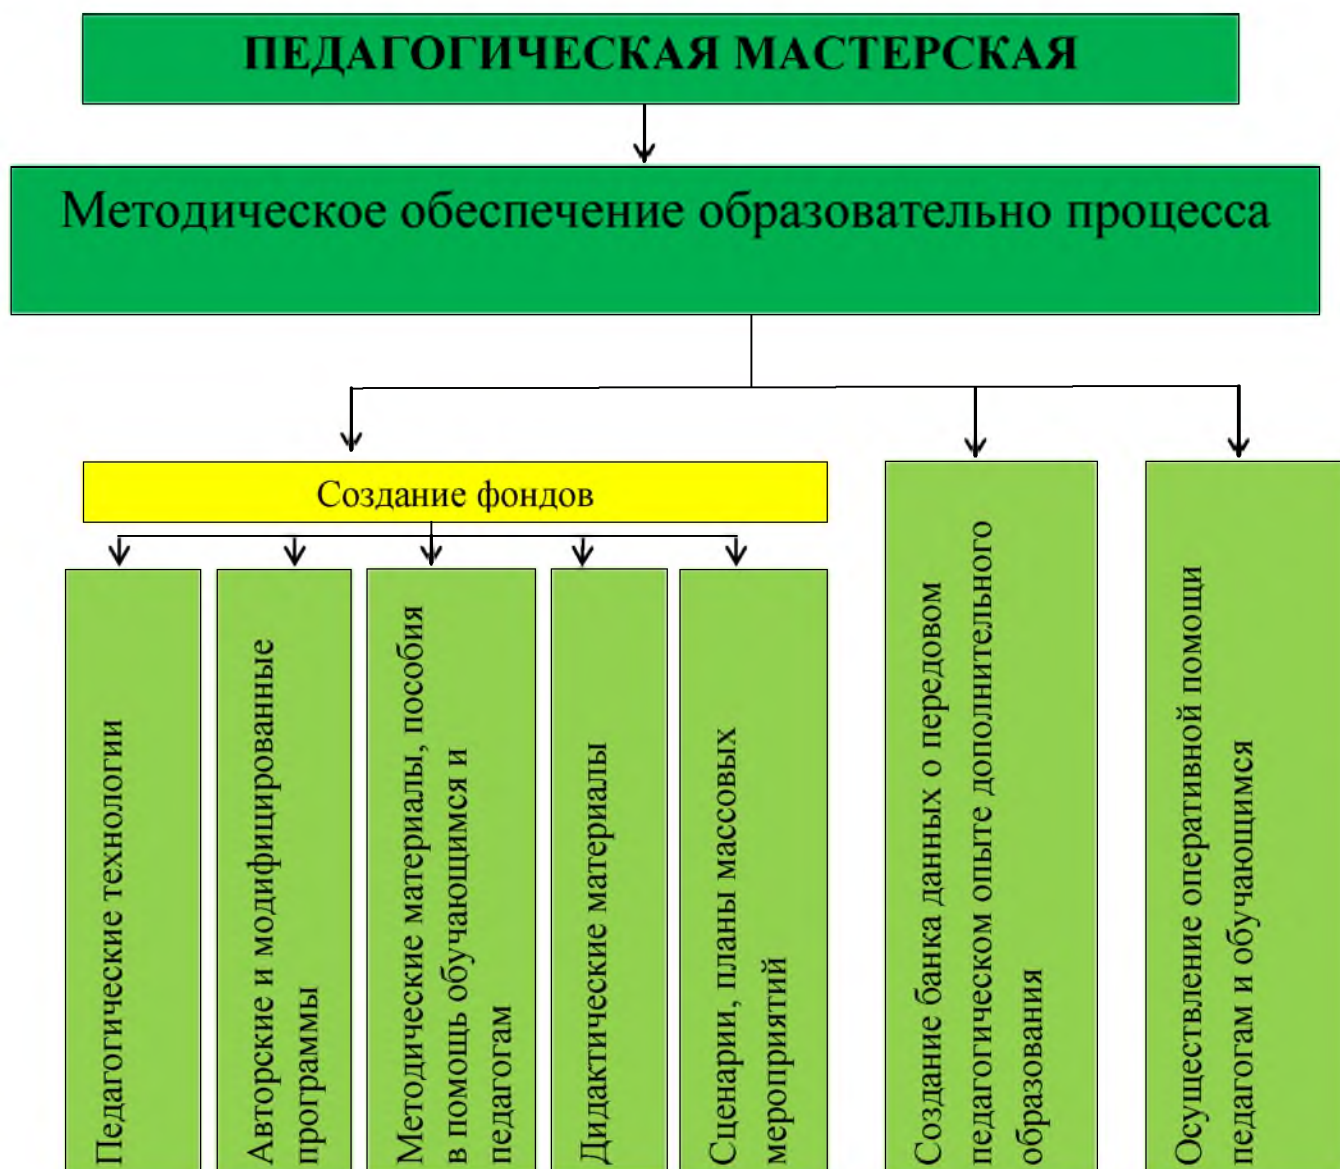 ПЕДАГОГИЧЕСКАЯ МАСТЕРСКАЯ
Методическое обеспечение образовательно процесса
Создание фондов
Педагогические технологии
Авторские и модифицированные
программы
Методические материалы, пособия
в помощь обучающимся и
педагогам
Дидактические материалы
Сценарии, планы массовых
мероприятий
Создание банка данных о передовом
педагогическом опыте дополнительного
образования
Осуществление оперативной помощи
педагогам и обучающимся